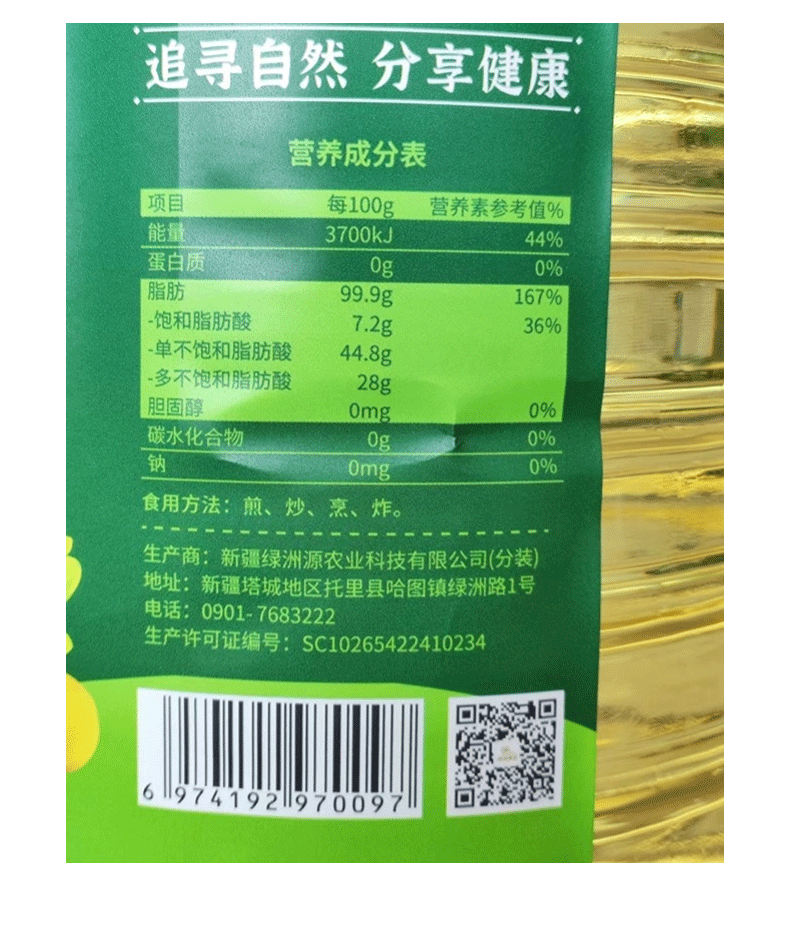 追寻自然 分享健康
营养成分表
项目 每100g 营养素参考值%
能量 3700kJ 44%
蛋白质 0g 0%
脂肪 99.9g 167%
-饱和脂肪酸 7.2g 36%
-单不饱和脂肪酸 44.8g
-多不饱和脂肪酸 28g
胆固醇 0mg 0%
碳水化合物 0g 0%
钠 0mg 0%
食用方法：煎、炒、烹、炸。
生产商：新疆绿洲源农业科技有限公司(分装)
地址：新疆塔城地区托里县哈图镇绿洲路1号
电话：0901-7683222
生产许可证编号：SC10265422410234
6 974192 970097